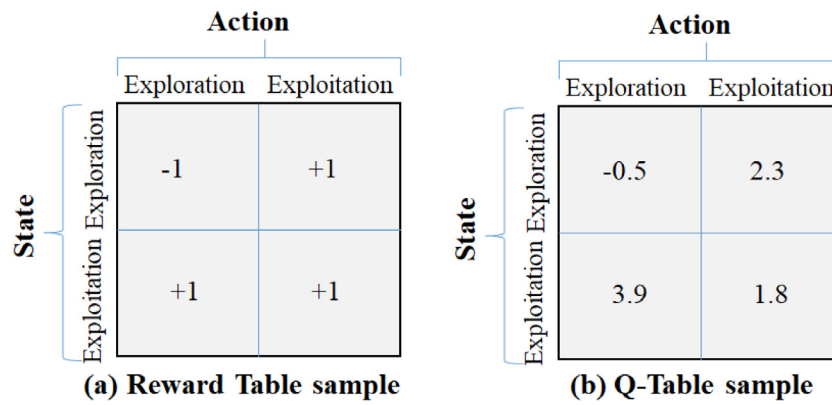 Action
Exploration Exploitation
State
Exploration
-1 +1
Exploitation
+1 +1
(a) Reward Table sample
Action
Exploration Exploitation
State
Exploration
-0.5 2.3
Exploitation
3.9 1.8
(b) Q-Table sample